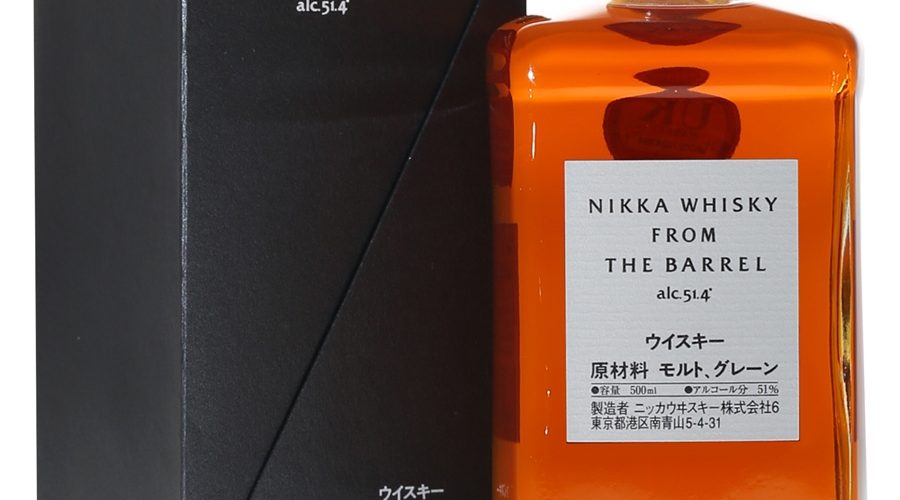 alc.51.4°
NIKKA WHISKY
FROM
THE BARREL
alc.51.4°
ウイスキー
原材料 モルト、グレーン
●容量 500ml ●アルコール分 51%
製造者 ニッカウヰスキー株式会社6
東京都港区南青山5-4-31
ウイスキー